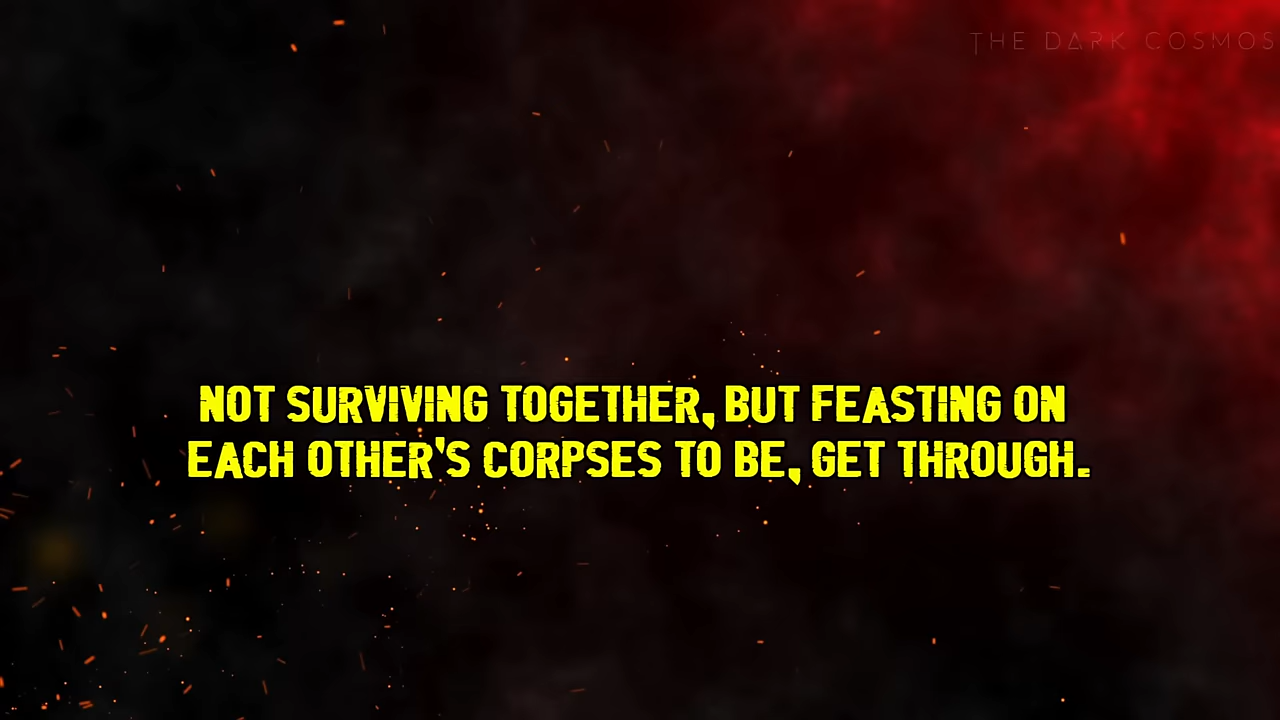 THE DARK COSMOS
NOT SURVIVING TOGETHER, BUT FEASTING ON
EACH OTHER'S CORPSES TO BE, GET THROUGH.